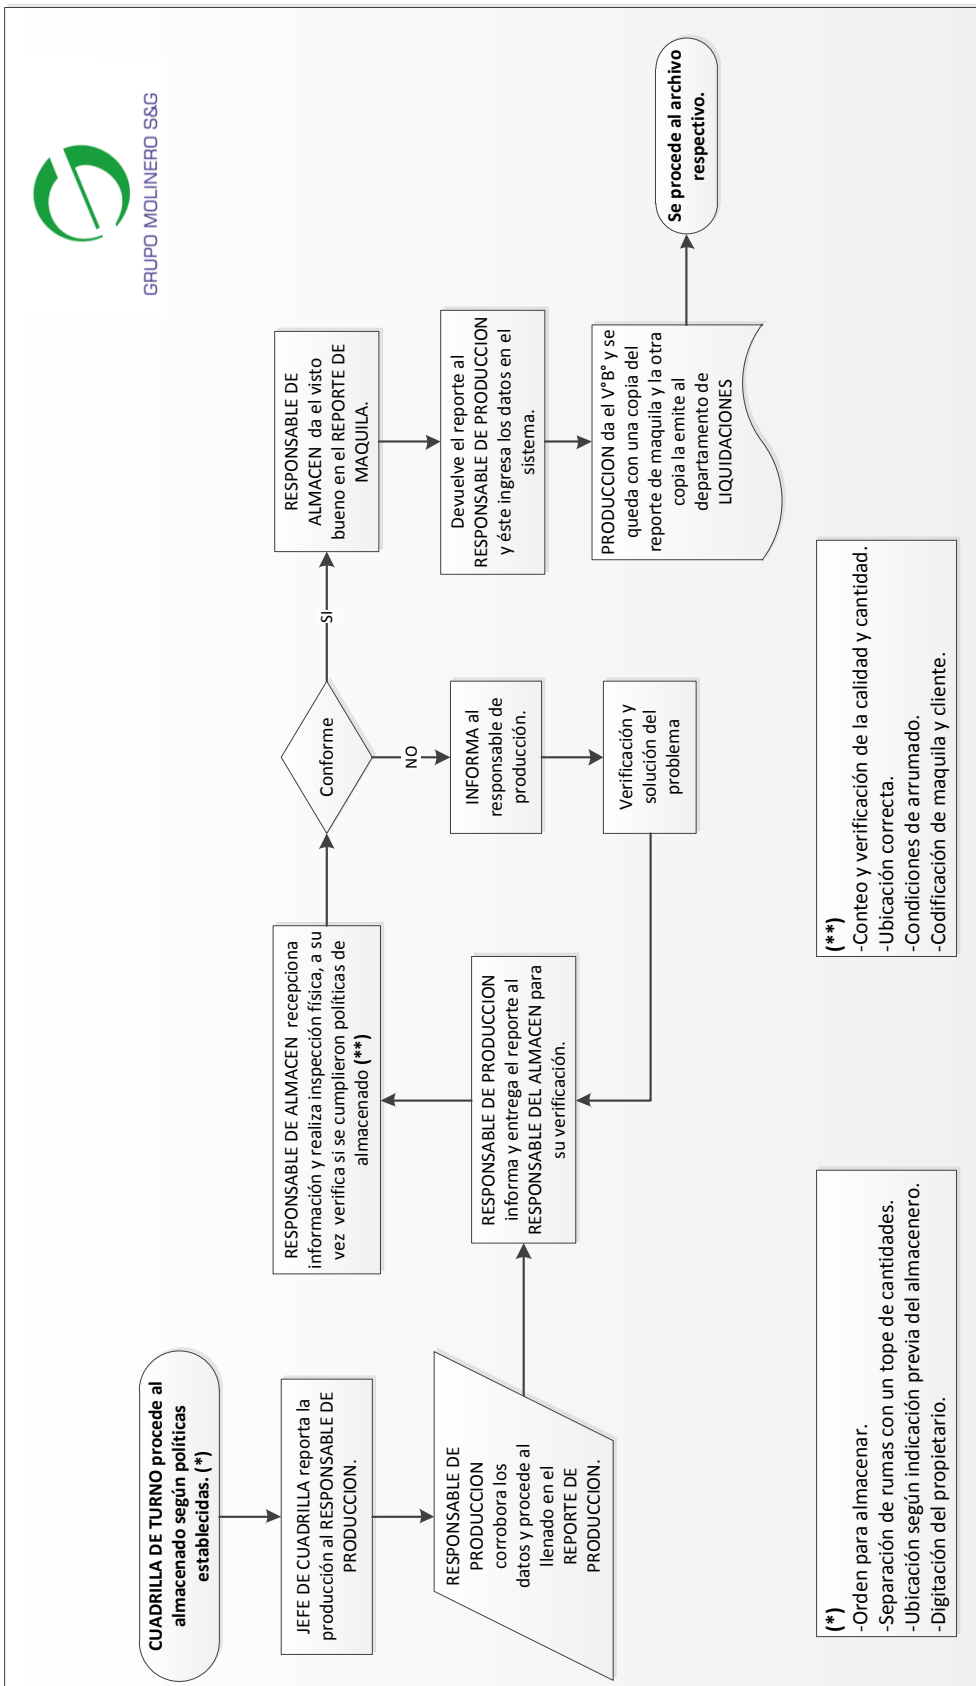 GRUPO MOLINERO S&G
CUADRILLA DE TURNO procede al
almacenado según políticas
establecidas. (*)
JEFE DE CUADRILLA reporta la
producción al RESPONSABLE DE
PRODUCCION.
RESPONSABLE DE
PRODUCCION
corrobora los
datos y procede al
llenado en el
REPORTE DE
PRODUCCION.
RESPONSABLE DE PRODUCCION
informa y entrega el reporte al
RESPONSABLE DEL ALMACEN para
su verificación.
RESPONSABLE DE ALMACEN recepciona
información y realiza inspección física, a su
vez verifica si se cumplieron políticas de
almacenado (**)
Conforme
SI
NO
INFORMA al
responsable de
producción.
Verificación y
solución del
problema
RESPONSABLE DE
ALMACEN da el visto
bueno en el REPORTE DE
MAQUILA.
Devuelve el reporte al
RESPONSABLE DE PRODUCCION
y éste ingresa los datos en el
sistema.
PRODUCCION da el V°B° y se
queda con una copia del
reporte de maquila y la otra
copia la emite al
departamento de
LIQUIDACIONES
Se procede al archivo
respectivo.
(*)
-Orden para almacenar.
-Separación de rumas con un tope de cantidades.
-Ubicación según indicación previa del almacenero.
-Digitación del propietario.
(**)
-Conteo y verificación de la calidad y cantidad.
-Ubicación correcta.
-Condiciones de arrumado.
-Codificación de maquila y cliente.